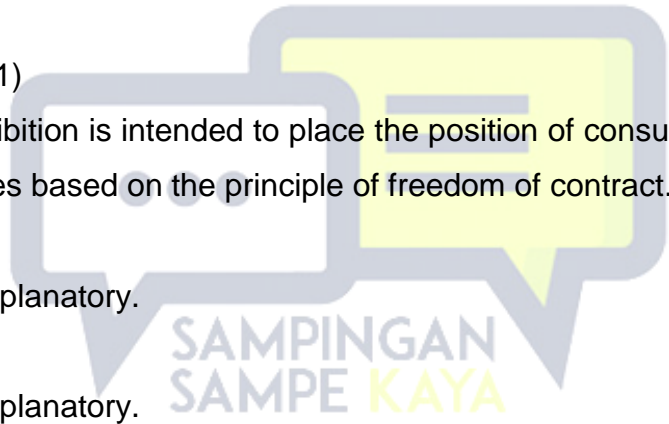 1)
ibition is intended to place the position of consu
es based on the principle of freedom of contract.
planatory.
SAMPINGAN
SAMPE KAYA
planatory.